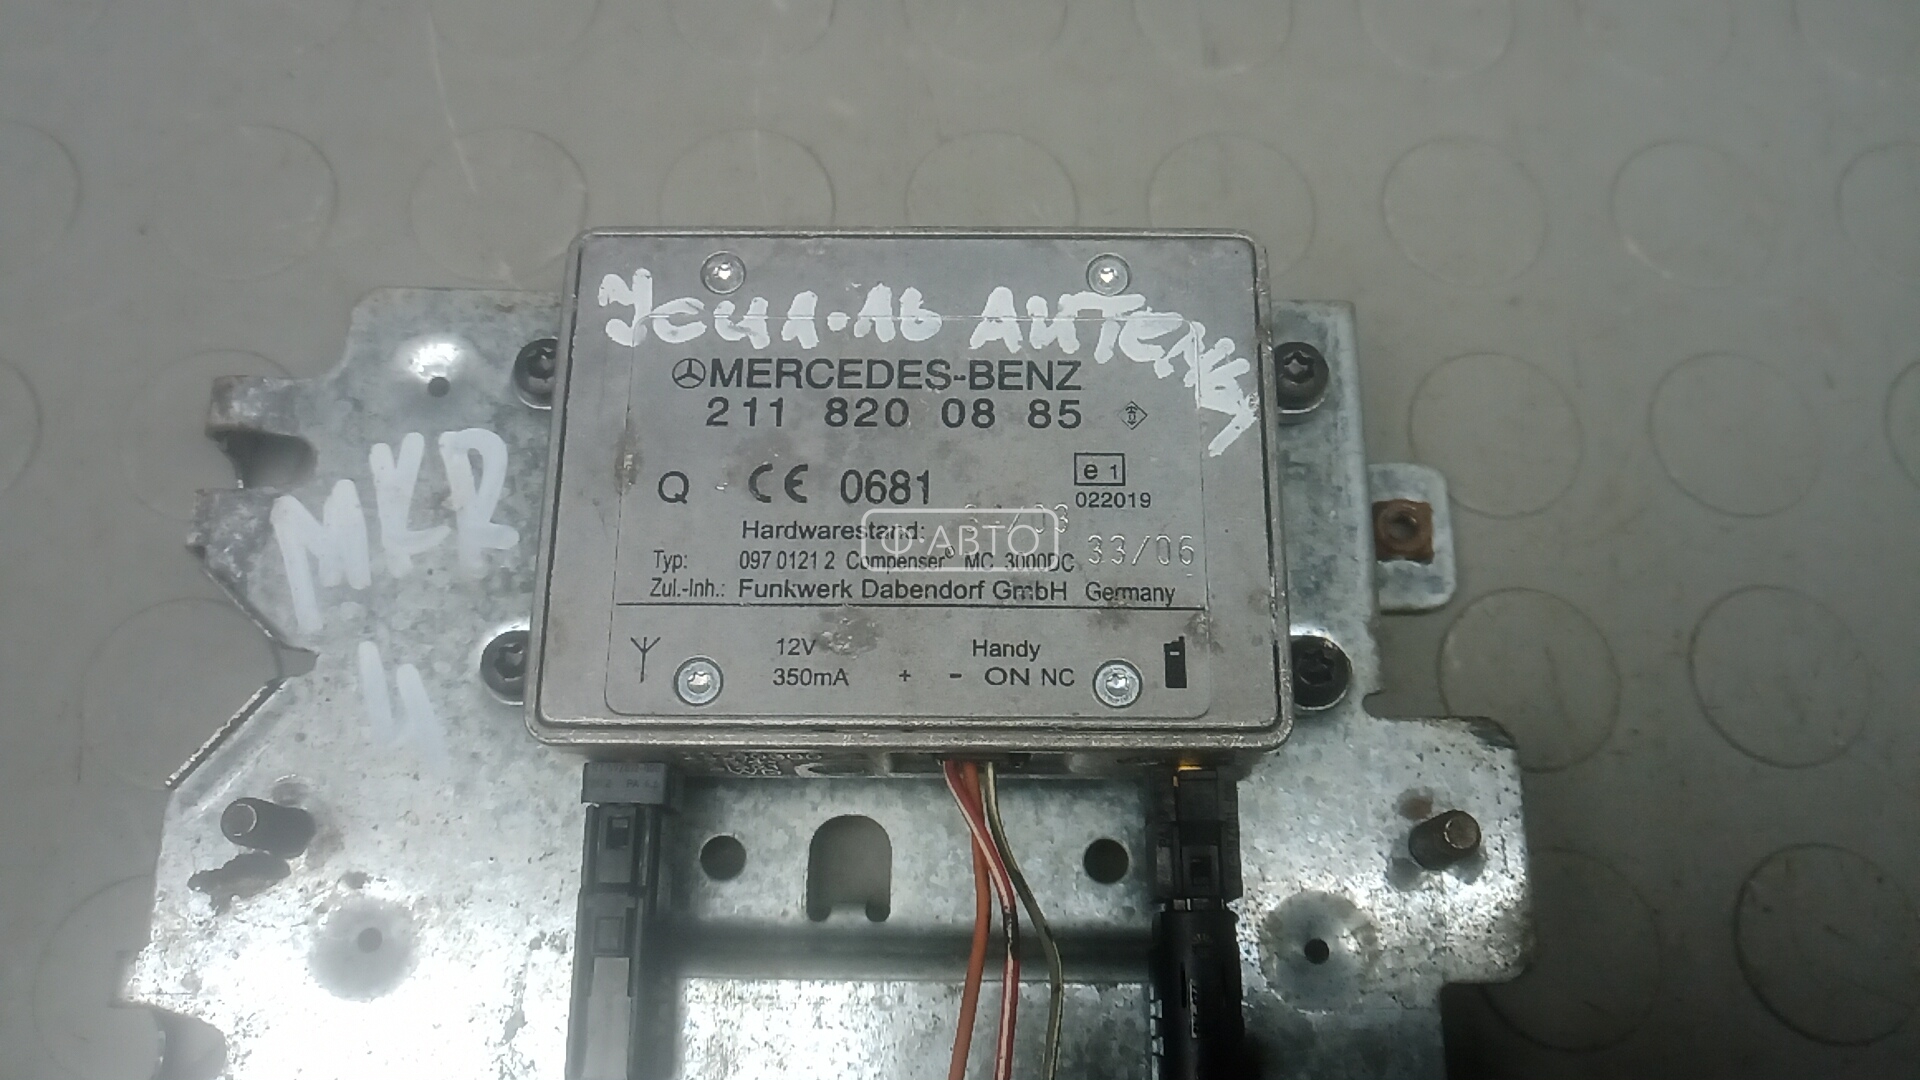 Усил-ль Антенны
MERCEDES-BENZ
211 820 08 85
Q CE 0681
e 1
022019
Hardwarestand:
33/06
Typ: 097 0121 2 Compenser® MC 3000DC
Zul.-Inh.: Funkwerk Dabendorf GmbH Germany
12V Handy
350mA + - ON NC
MKR
Ф АВТО